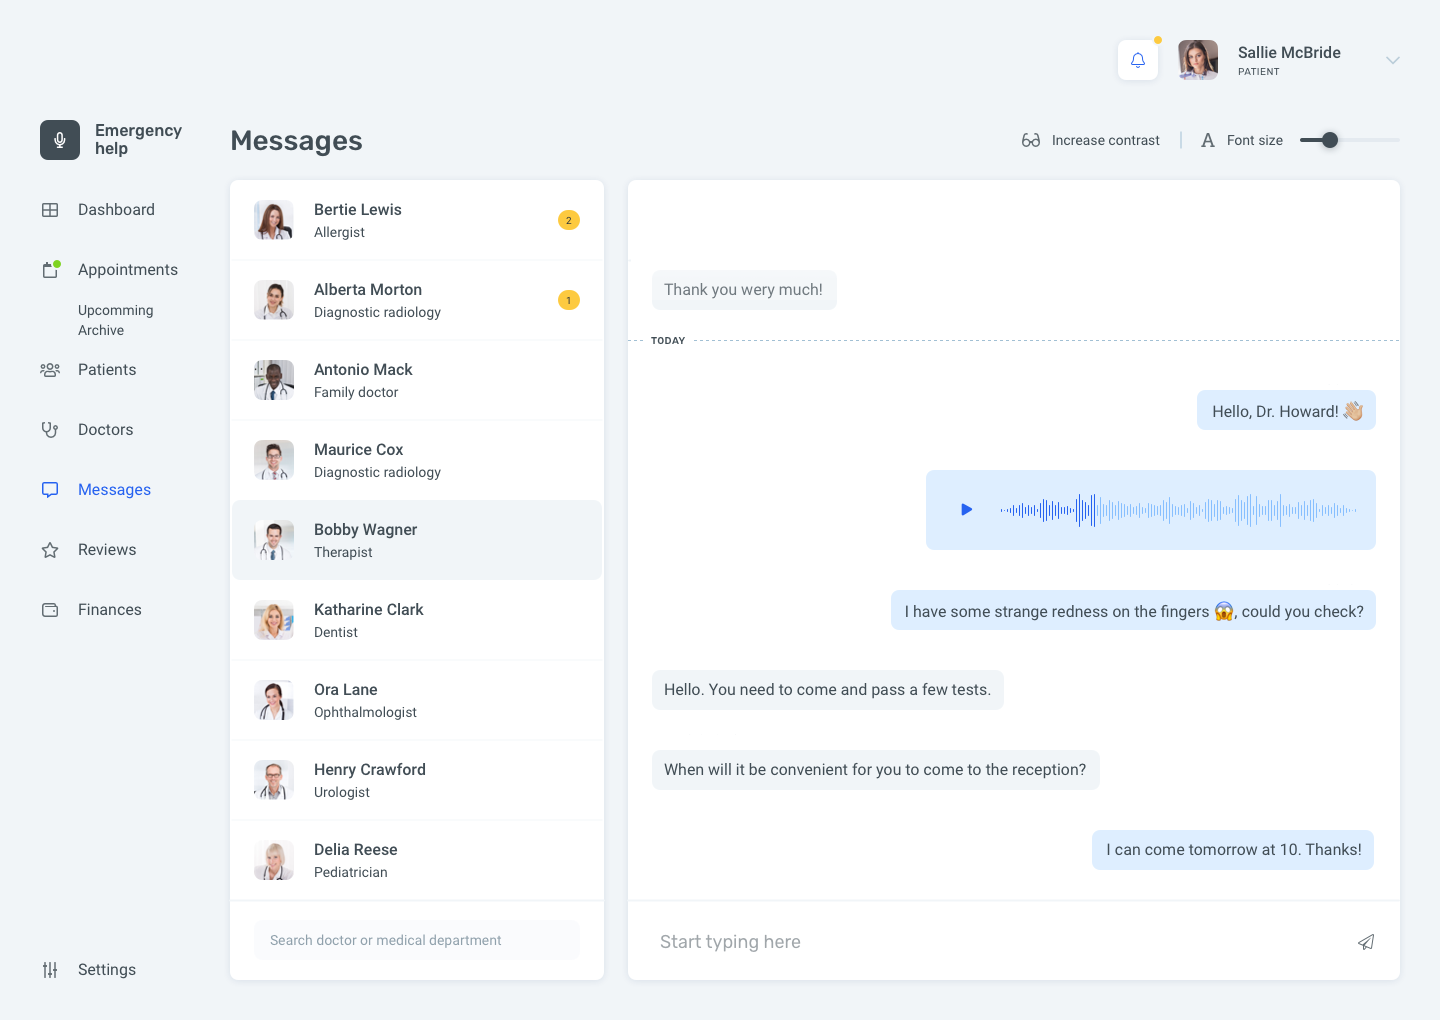 Sallie McBride
PATIENT
Emergency
help
Messages
Increase contrast
A Font size
Dashboard
Appointments
Upcomming
Archive
Patients
Doctors
Messages
Reviews
Finances
Settings
Bertie Lewis
Allergist
2
Alberta Morton
Diagnostic radiology
1
Antonio Mack
Family doctor
Maurice Cox
Diagnostic radiology
Bobby Wagner
Therapist
Katharine Clark
Dentist
Ora Lane
Ophthalmologist
Henry Crawford
Urologist
Delia Reese
Pediatrician
Search doctor or medical department
Thank you wery much!
TODAY
Hello, Dr. Howard! 👋🏼
I have some strange redness on the fingers 😱, could you check?
Hello. You need to come and pass a few tests.
When will it be convenient for you to come to the reception?
I can come tomorrow at 10. Thanks!
Start typing here